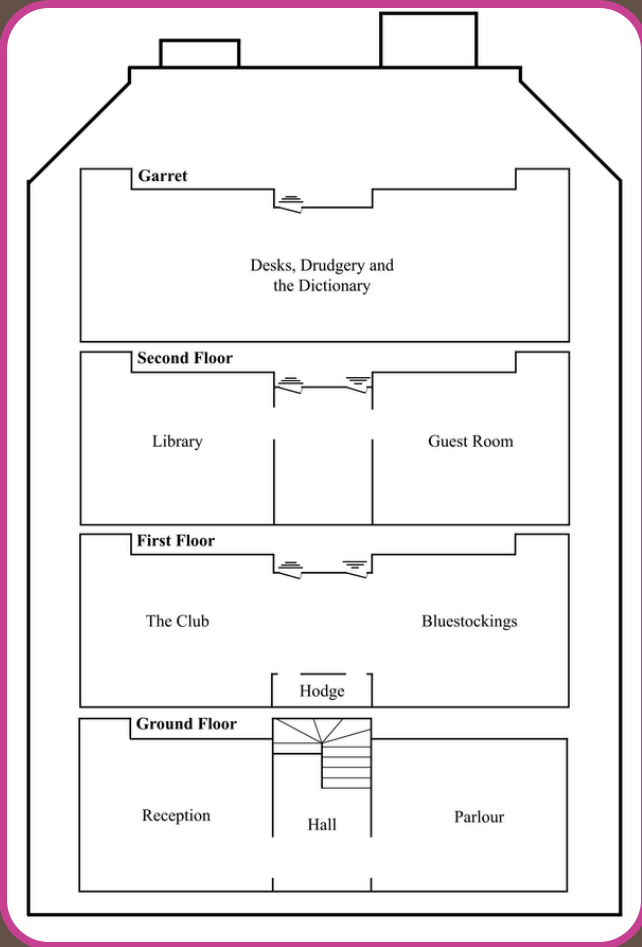 Garret
Desks, Drudgery and
the Dictionary
Second Floor
Library
Guest Room
First Floor
The Club
Bluestockings
Hodge
Ground Floor
Reception
Hall
Parlour